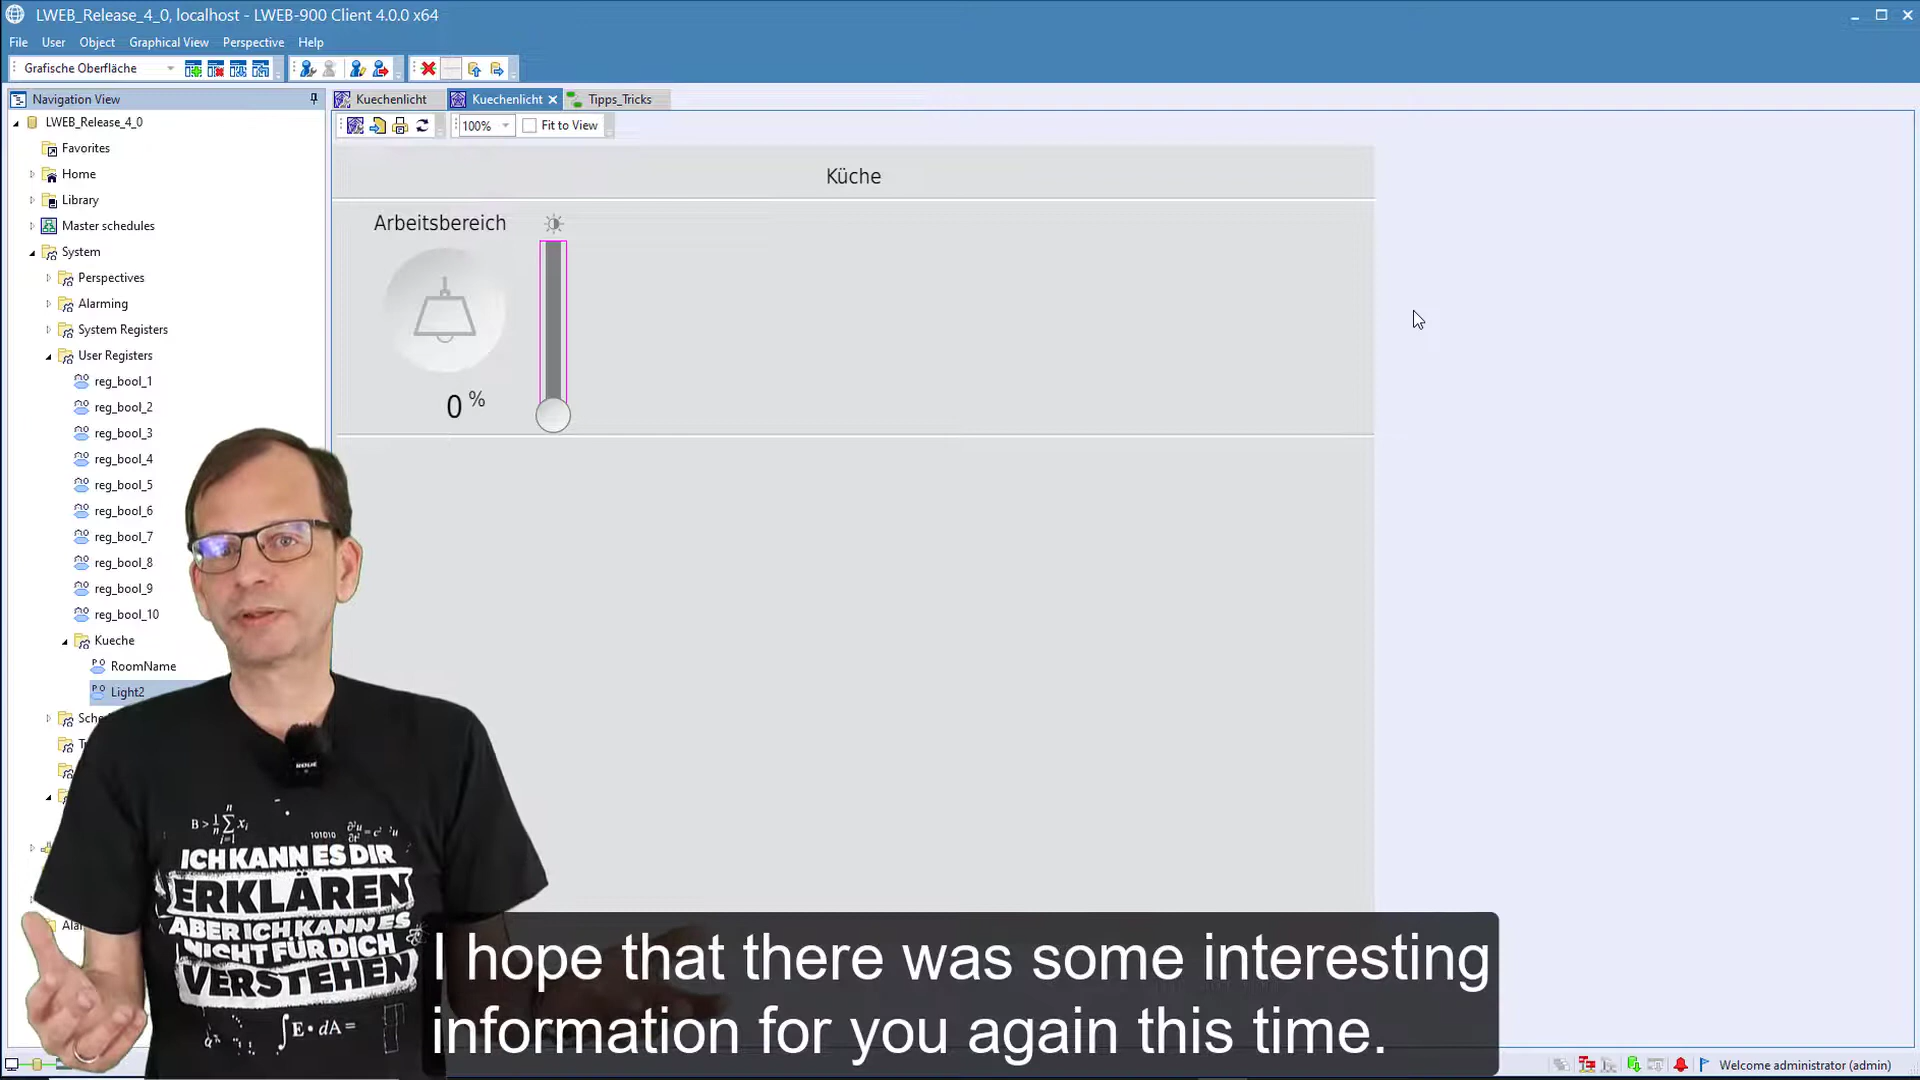 LWEB_Release_4_0, localhost - LWEB-900 Client 4.0.0 x64
File User Object Graphical View Perspective Help
Grafische Oberfläche
Navigation View
Kuechenlicht Kuechenlicht Tipps_Tricks
100% Fit to View
LWEB_Release_4_0
Favorites
Home
Library
Master schedules
System
Perspectives
Alarming
System Registers
User Registers
reg_bool_1
reg_bool_2
reg_bool_3
reg_bool_4
reg_bool_5
reg_bool_6
reg_bool_7
reg_bool_8
reg_bool_9
reg_bool_10
Kueche
RoomName
Light2
Küche
Arbeitsbereich
0 %
RODE
101010
ICH KANN ES DIR
ERKLÄREN
ABER ICH KANN ES
NICHT FÜR DICH
VERSTEHEN
∫E•dA=
I hope that there was some interesting
information for you again this time.
Welcome administrator (admin)